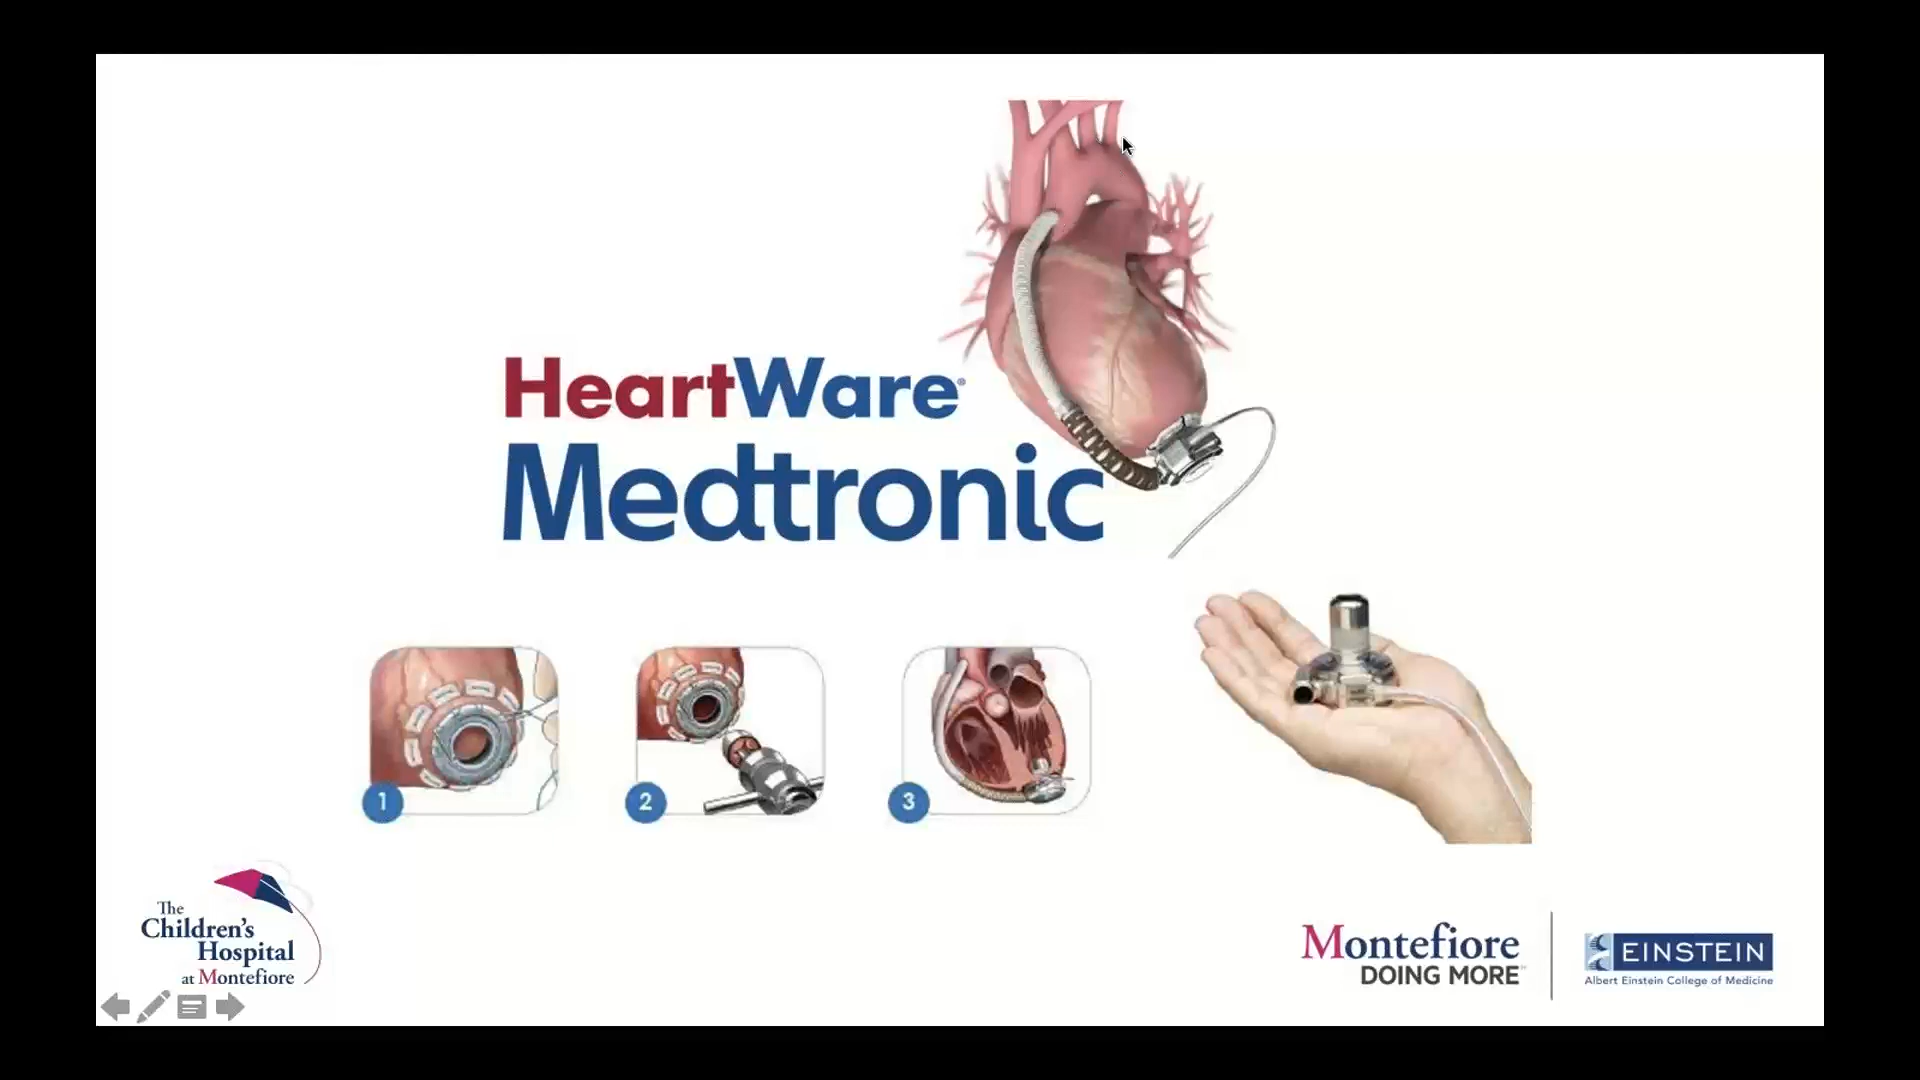 HeartWare®
Medtronic
1
2
3
The
Children's
Hospital
at Montefiore
Montefiore
DOING MORE
EINSTEIN
Albert Einstein College of Medicine